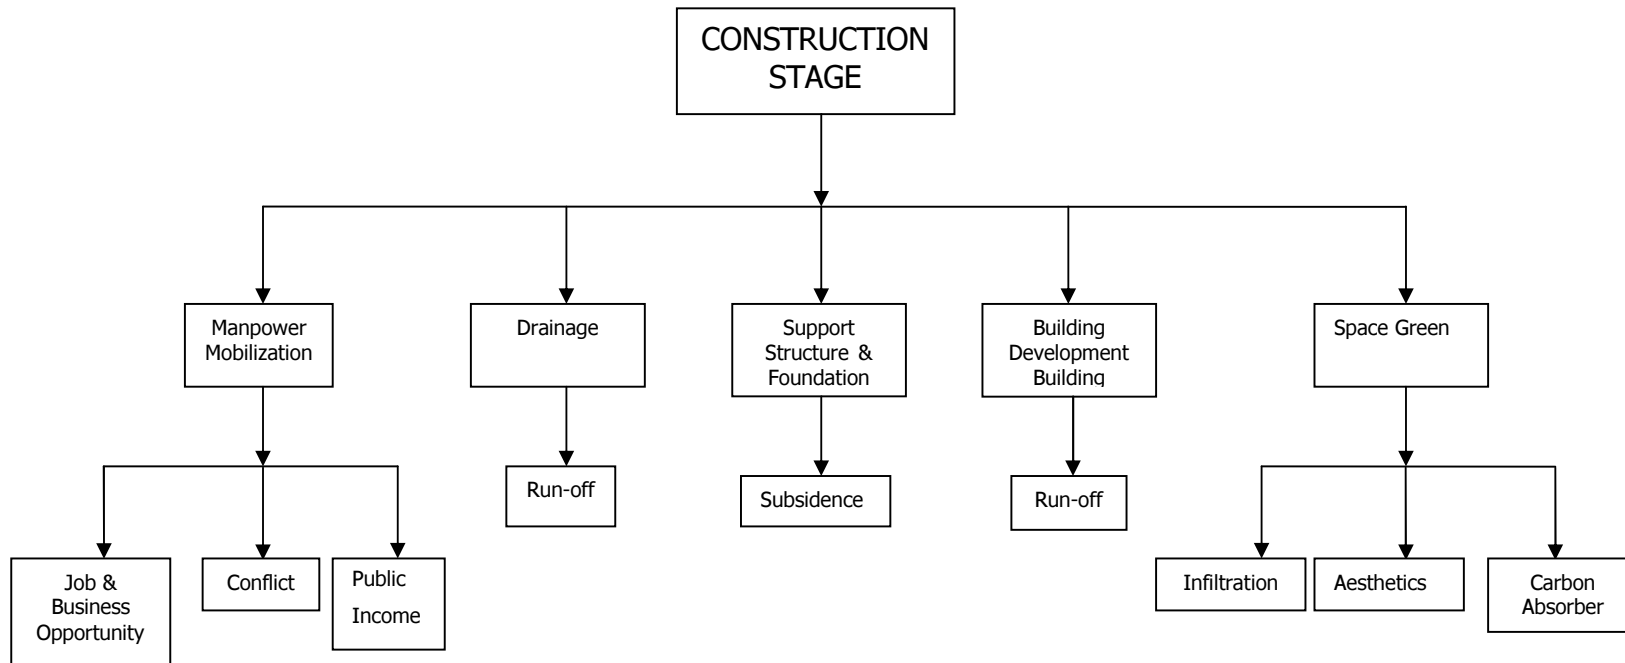 CONSTRUCTION
STAGE
Manpower
Mobilization
Drainage
Support
Structure &
Foundation
Building
Development
Building
Space Green
Run-off
Subsidence
Run-off
Job &
Business
Opportunity
Conflict
Public
Income
Infiltration
Aesthetics
Carbon
Absorber